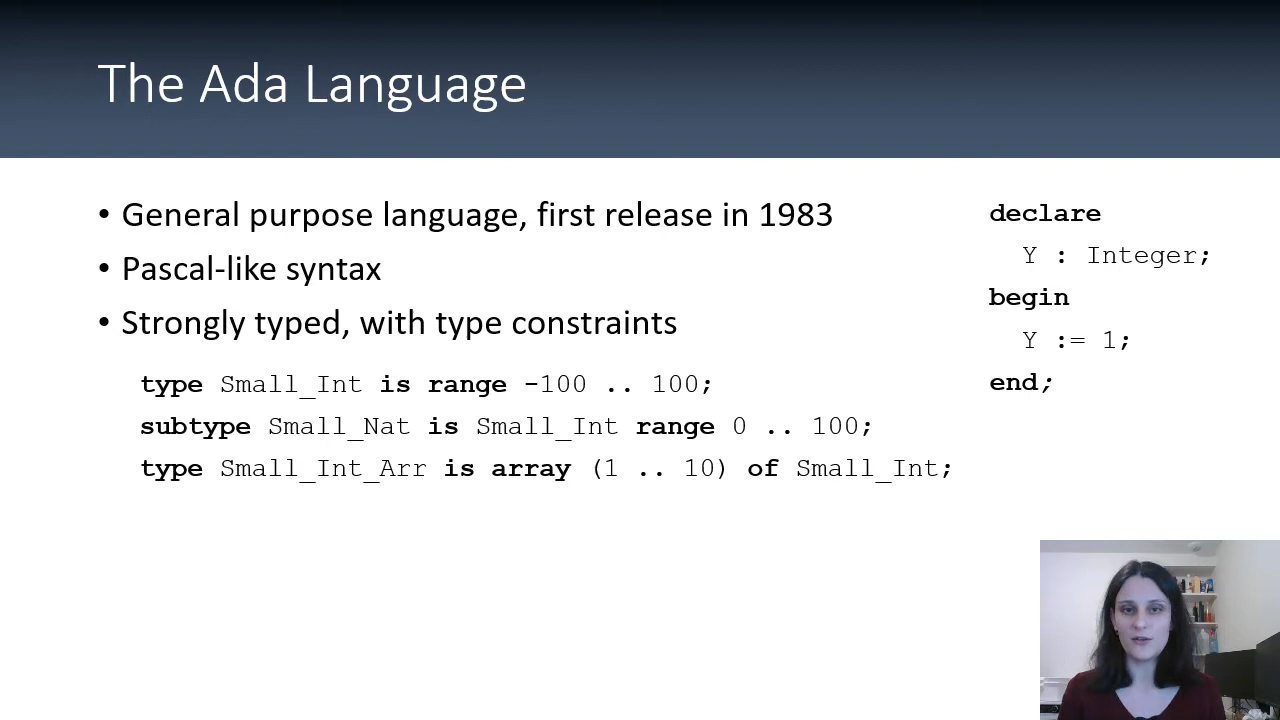 The Ada Language
• General purpose language, first release in 1983
• Pascal-like syntax
• Strongly typed, with type constraints
type Small_Int is range -100 .. 100;
subtype Small_Nat is Small_Int range 0 .. 100;
type Small_Int_Arr is array (1 .. 10) of Small_Int;
declare
Y : Integer;
begin
Y := 1;
end;